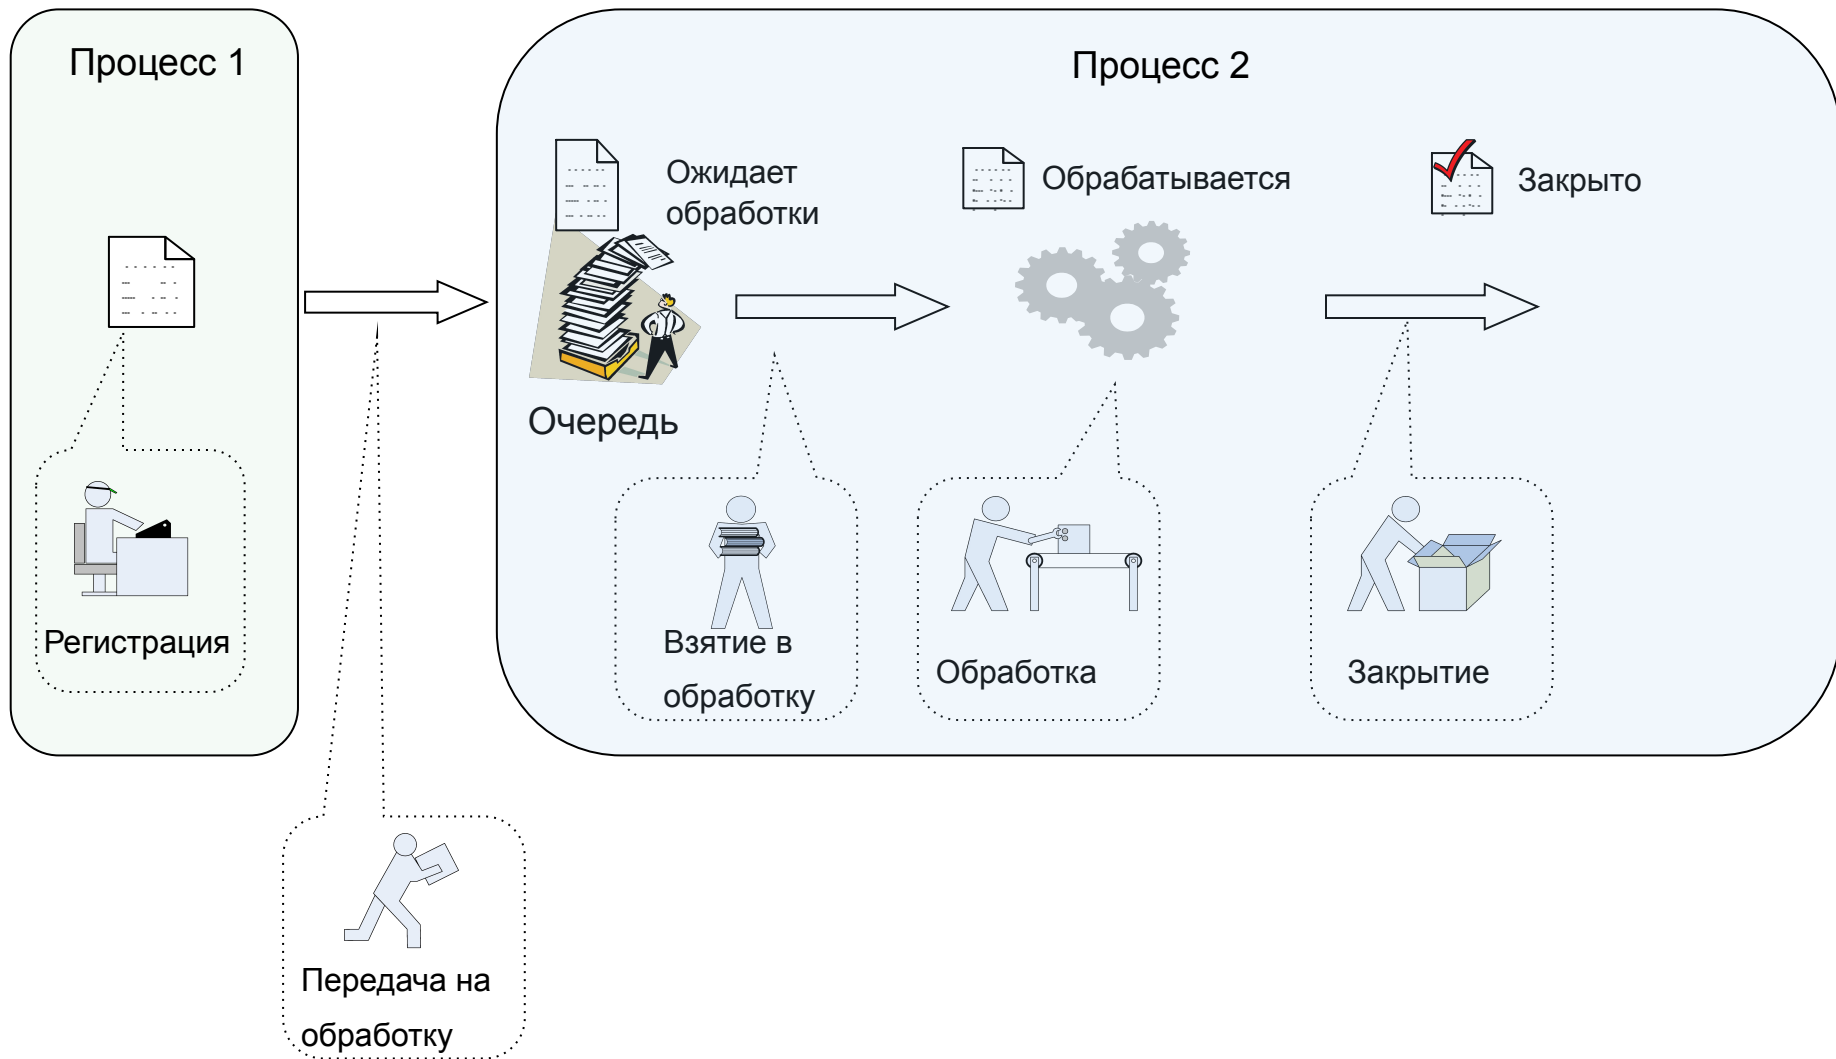 Процесс 1
Процесс 2
Ожидает
обработки
Обрабатывается
Закрыто
Очередь
Регистрация
Взятие в
обработку
Обработка
Закрытие
Передача на
обработку